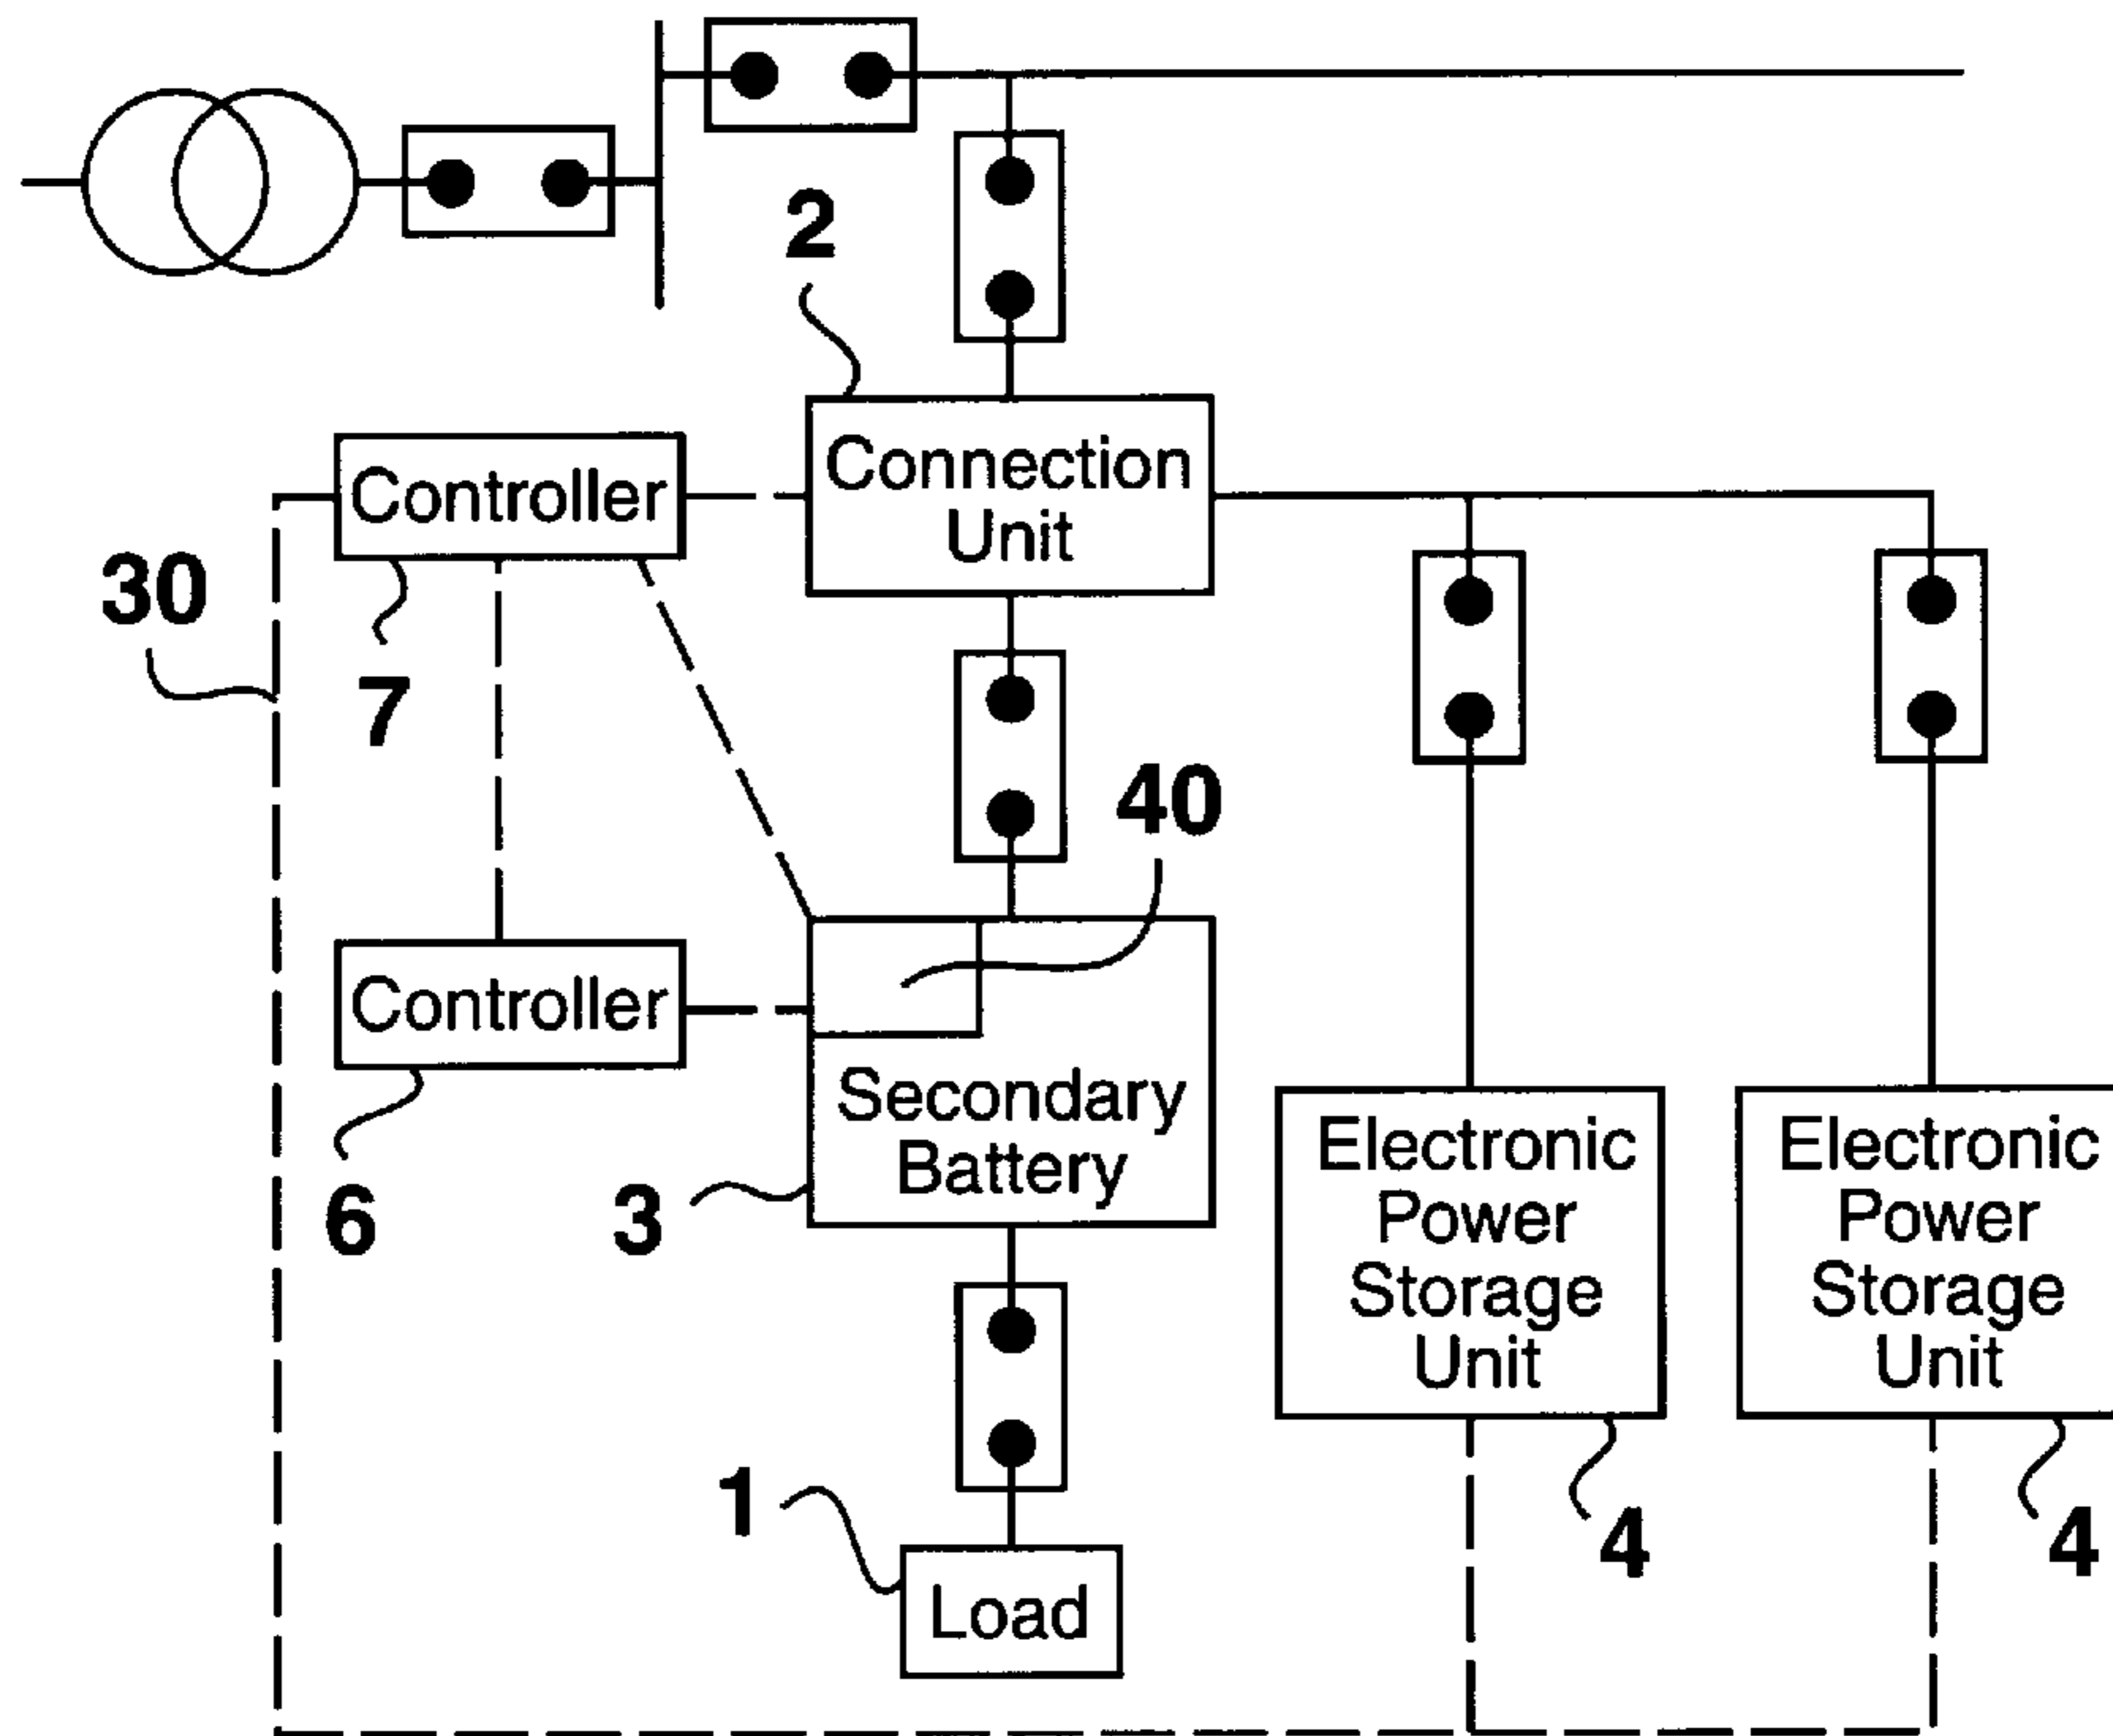 2
Connection
Unit
Controller
30
7
40
Controller
Secondary
Battery
6
3
Electronic
Power
Storage
Unit
Electronic
Power
Storage
Unit
1
4
4
Load